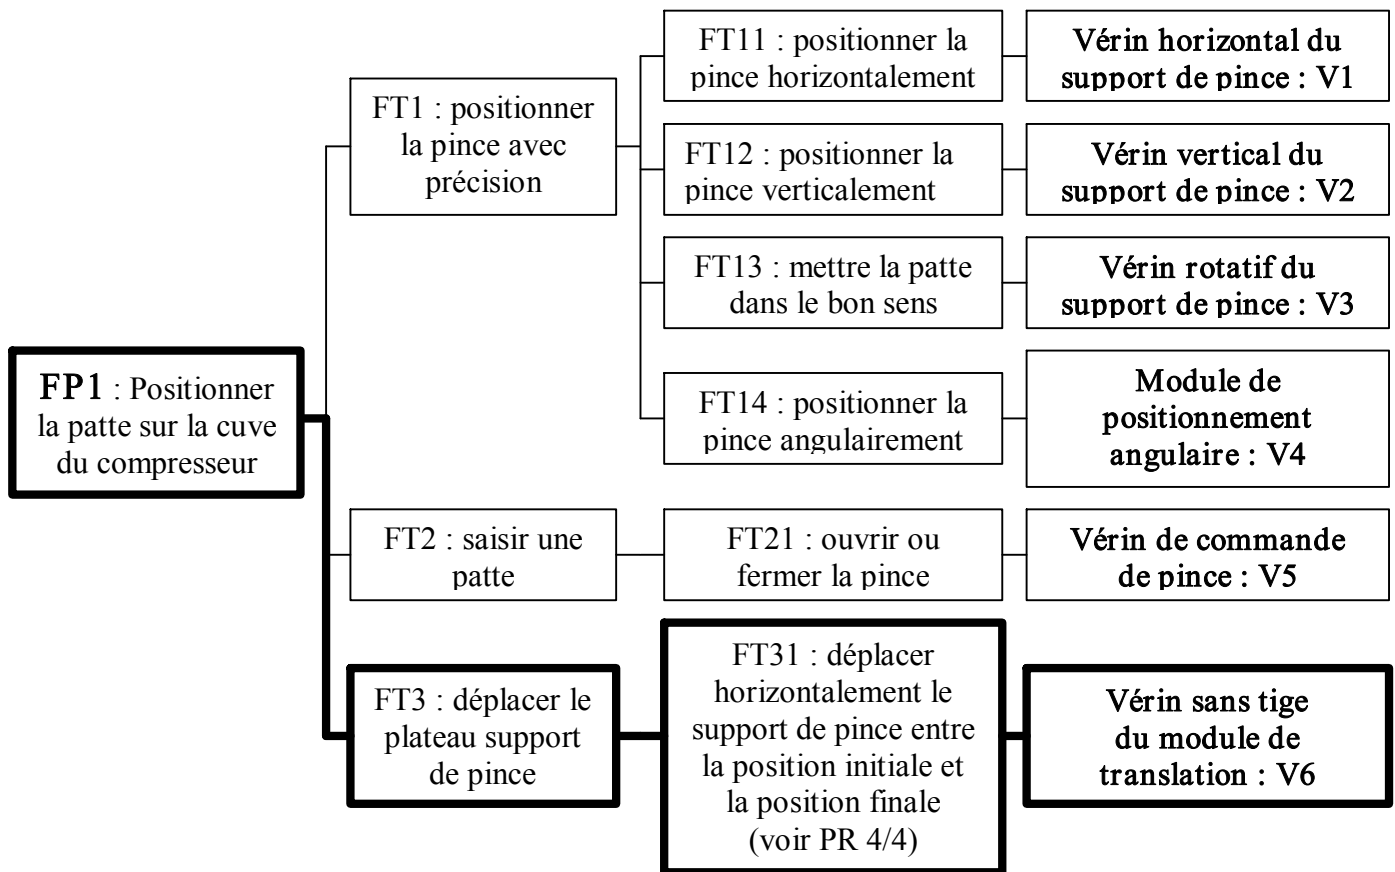 FT11 : positionner la
pince horizontalement
Vérin horizontal du
support de pince : V1
FT1 : positionner
la pince avec
précision
FT12 : positionner la
pince verticalement
Vérin vertical du
support de pince : V2
FT13 : mettre la patte
dans le bon sens
Vérin rotatif du
support de pince : V3
FT14 : positionner la
pince angulairement
Module de
positionnement
angulaire : V4
FP1 : Positionner
la patte sur la cuve
du compresseur
FT2 : saisir une
patte
FT21 : ouvrir ou
fermer la pince
Vérin de commande
de pince : V5
FT3 : déplacer le
plateau support
de pince
FT31 : déplacer
horizontalement le
support de pince entre
la position initiale et
la position finale
(voir PR 4/4)
Vérin sans tige
du module de
translation : V6